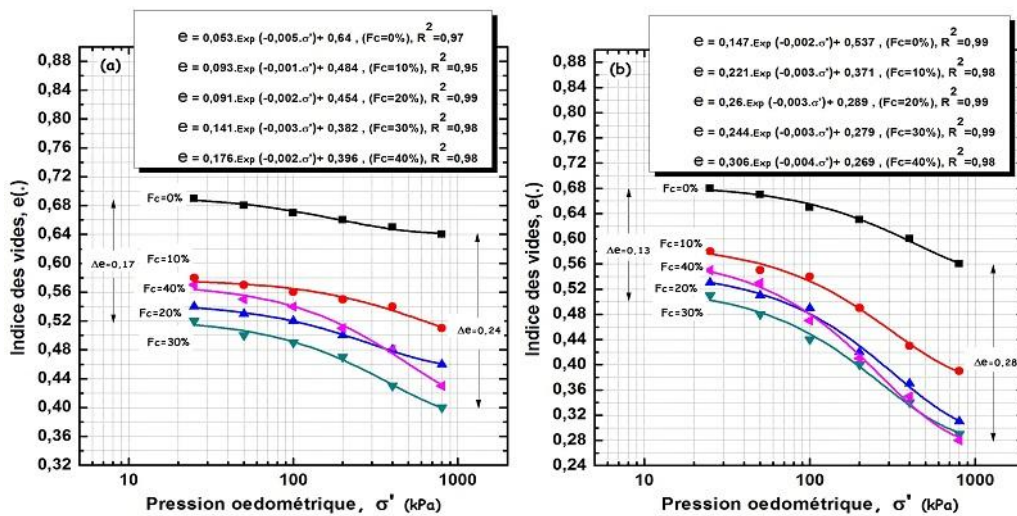 e = 0,053.Exp (-0,005.σ')+ 0,64 , (Fc=0%), R²=0,97
e = 0,093.Exp (-0,001.σ')+ 0,484 , (Fc=10%), R²=0,95
e = 0,091.Exp (-0,002.σ')+ 0,454 , (Fc=20%), R²=0,99
e = 0,141.Exp (-0,003.σ')+ 0,382 , (Fc=30%), R²=0,98
e = 0,176.Exp (-0,002.σ')+ 0,396 , (Fc=40%), R²=0,98
(a)
0,88
0,84
0,80
0,76
0,72
0,68
0,64
0,60
0,56
0,52
0,48
0,44
0,40
0,36
0,32
Indice des vides, e(.)
Fc=0%
Fc=10%
Fc=40%
Fc=20%
Fc=30%
Δe=0,17
Δe=0,24
10
100
1000
Pression oedométrique, σ' (kPa)
e = 0,147.Exp (-0,002.σ')+ 0,537 , (Fc=0%), R²=0,99
e = 0,221.Exp (-0,003.σ')+ 0,371 , (Fc=10%), R²=0,98
e = 0,26.Exp (-0,003.σ')+ 0,289 , (Fc=20%), R²=0,99
e = 0,244.Exp (-0,003.σ')+ 0,279 , (Fc=30%), R²=0,99
e = 0,306.Exp (-0,004.σ')+ 0,269 , (Fc=40%), R²=0,98
(b)
0,88
0,84
0,80
0,76
0,72
0,68
0,64
0,60
0,56
0,52
0,48
0,44
0,40
0,36
0,32
0,28
0,24
Indice des vides, e(.)
Fc=0%
Fc=10%
Fc=40%
Fc=20%
Fc=30%
Δe=0,13
Δe=0,28
10
100
1000
Pression oedométrique, σ' (kPa)